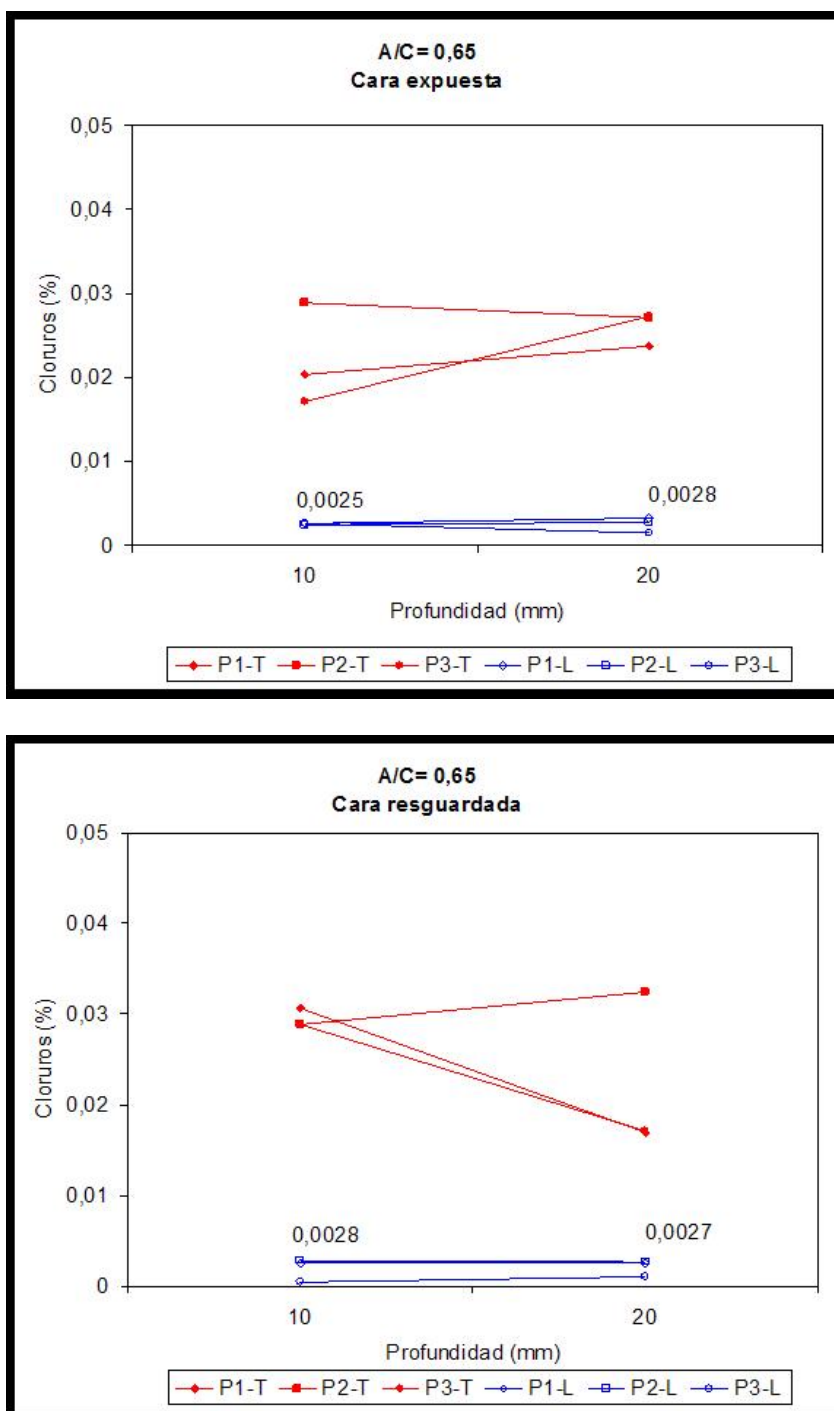 A/C= 0,65
Cara expuesta
0,05
0,04
0,03
0,02
0,01
0
Cloruros (%)
0,0025
0,0028
10
20
Profundidad (mm)
P1-T P2-T P3-T P1-L P2-L P3-L
A/C= 0,65
Cara resguardada
0,05
0,04
0,03
0,02
0,01
0
Cloruros (%)
0,0028
0,0027
10
20
Profundidad (mm)
P1-T P2-T P3-T P1-L P2-L P3-L